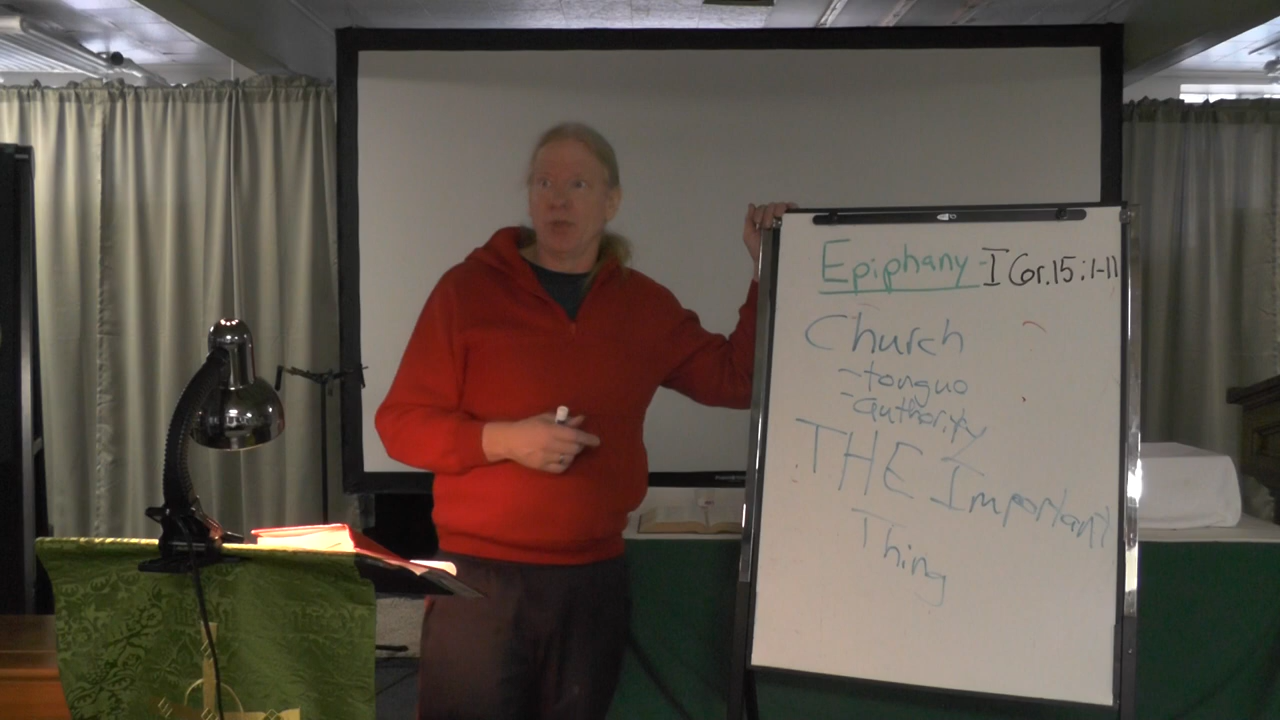 Epiphany - I Cor. 15:1-11
Church
- tonguo
- authority
THE Important
Thing